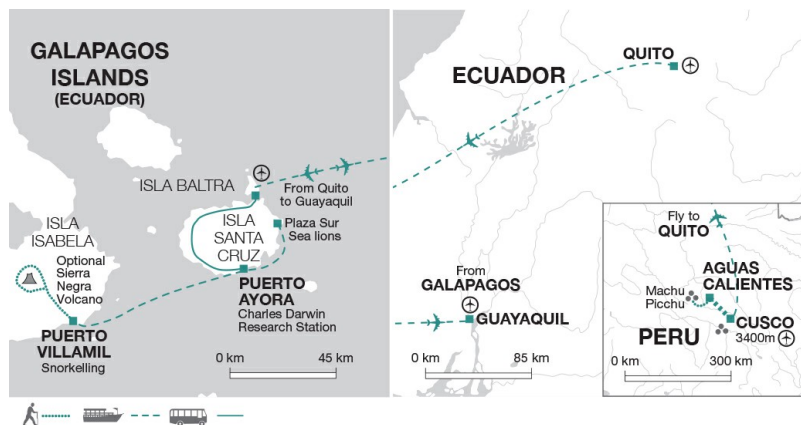 GALAPAGOS
ISLANDS
(ECUADOR)
ISLA BALTRA
From Quito
to Guayaquil
ISLA
SANTA
CRUZ
Plaza Sur
Sea lions
ISLA
ISABELA
Optional
Sierra
Negra
Volcano
PUERTO
AYORA
Charles Darwin
Research Station
PUERTO
VILLAMIL
Snorkelling
0 km 45 km
ECUADOR
QUITO
From
GALAPAGOS
GUAYAQUIL
0 km 85 km
Fly to
QUITO
AGUAS
CALIENTES
Machu
Picchu
PERU
CUSCO
3400m
0 km 300 km